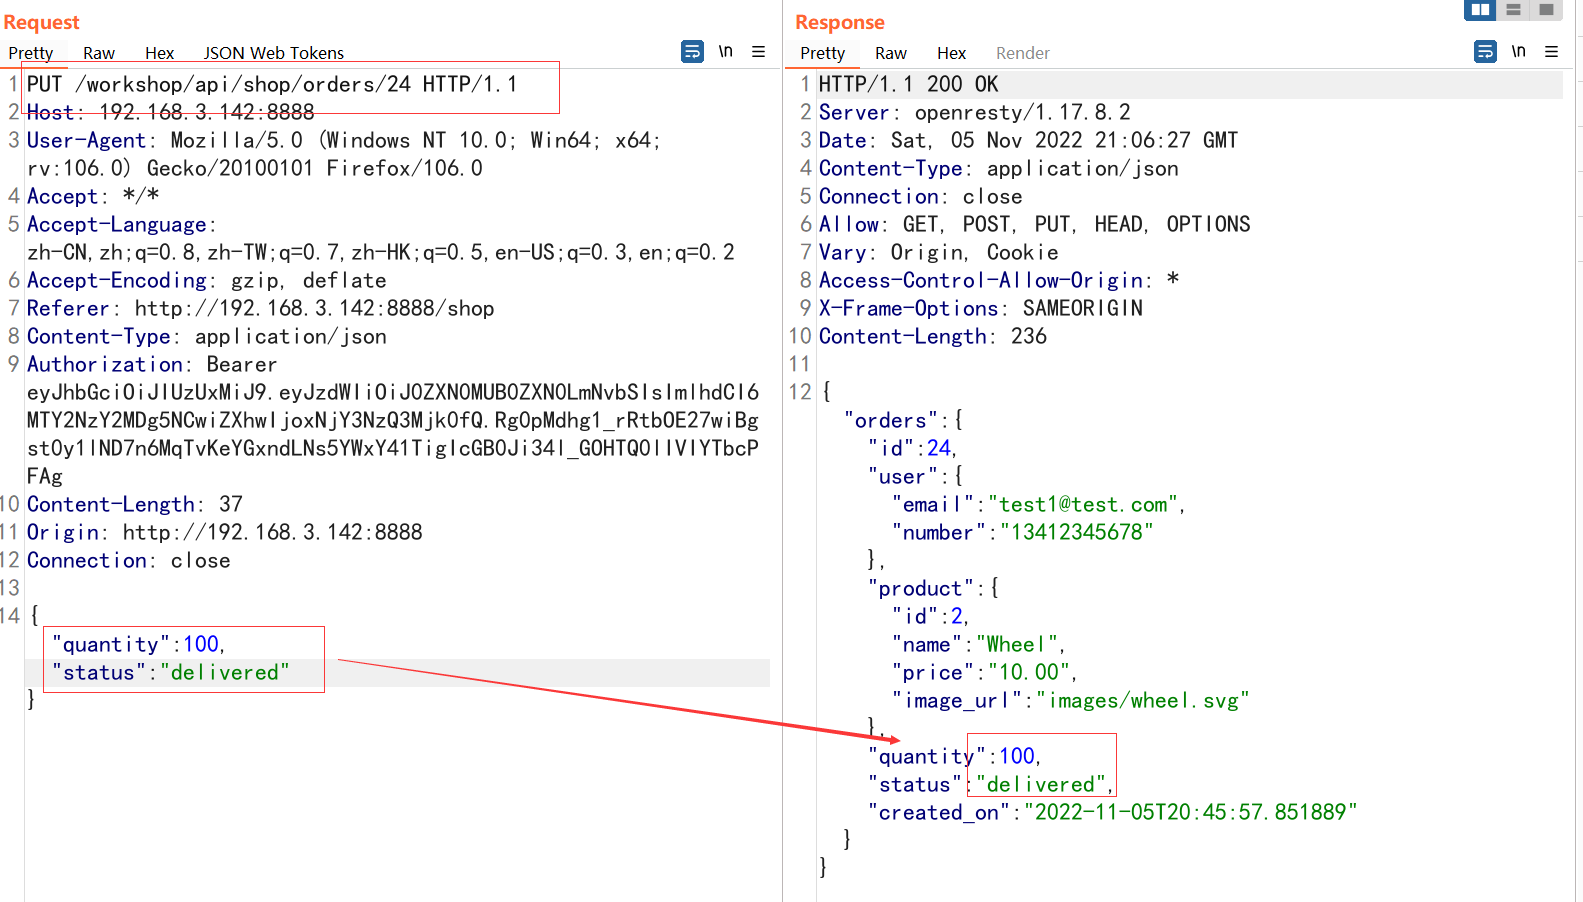 Request
Pretty Raw Hex JSON Web Tokens \n
1 PUT /workshop/api/shop/orders/24 HTTP/1.1
2 Host: 192.168.3.142:8888
3 User-Agent: Mozilla/5.0 (Windows NT 10.0; Win64; x64;
rv:106.0) Gecko/20100101 Firefox/106.0
4 Accept: */*
5 Accept-Language:
zh-CN,zh;q=0.8,zh-TW;q=0.7,zh-HK;q=0.5,en-US;q=0.3,en;q=0.2
6 Accept-Encoding: gzip, deflate
7 Referer: http://192.168.3.142:8888/shop
8 Content-Type: application/json
9 Authorization: Bearer
eyJhbGciOiJIUzUxMiJ9.eyJzdWIiOiJ0ZXN0MUB0ZXN0LmNvbSIsImlhdCI6
MTY2NzY2MDg5NCwiZXhwIjoxNjY3NzQ3Mjk0fQ.Rg0pMdhg1_rRtb0E27wiBg
10 Content-Length: 37
11 Origin: http://192.168.3.142:8888
12 Connection: close
13
14 {
"quantity":100,
"status":"delivered"
}
Response
Pretty Raw Hex Render \n
1 HTTP/1.1 200 OK
2 Server: openresty/1.17.8.2
3 Date: Sat, 05 Nov 2022 21:06:27 GMT
4 Content-Type: application/json
5 Connection: close
6 Allow: GET, POST, PUT, HEAD, OPTIONS
7 Vary: Origin, Cookie
8 Access-Control-Allow-Origin: *
9 X-Frame-Options: SAMEORIGIN
10 Content-Length: 236
11
12 {
"orders":{
"id":24,
"user":{
"email":"test1@test.com",
"number":"13412345678"
},
"product":{
"id":2,
"name":"Wheel",
"price":"10.00",
"image_url":"images/wheel.svg"
},
"quantity":100,
"status":"delivered",
"created_on":"2022-11-05T20:45:57.851889"
}
}